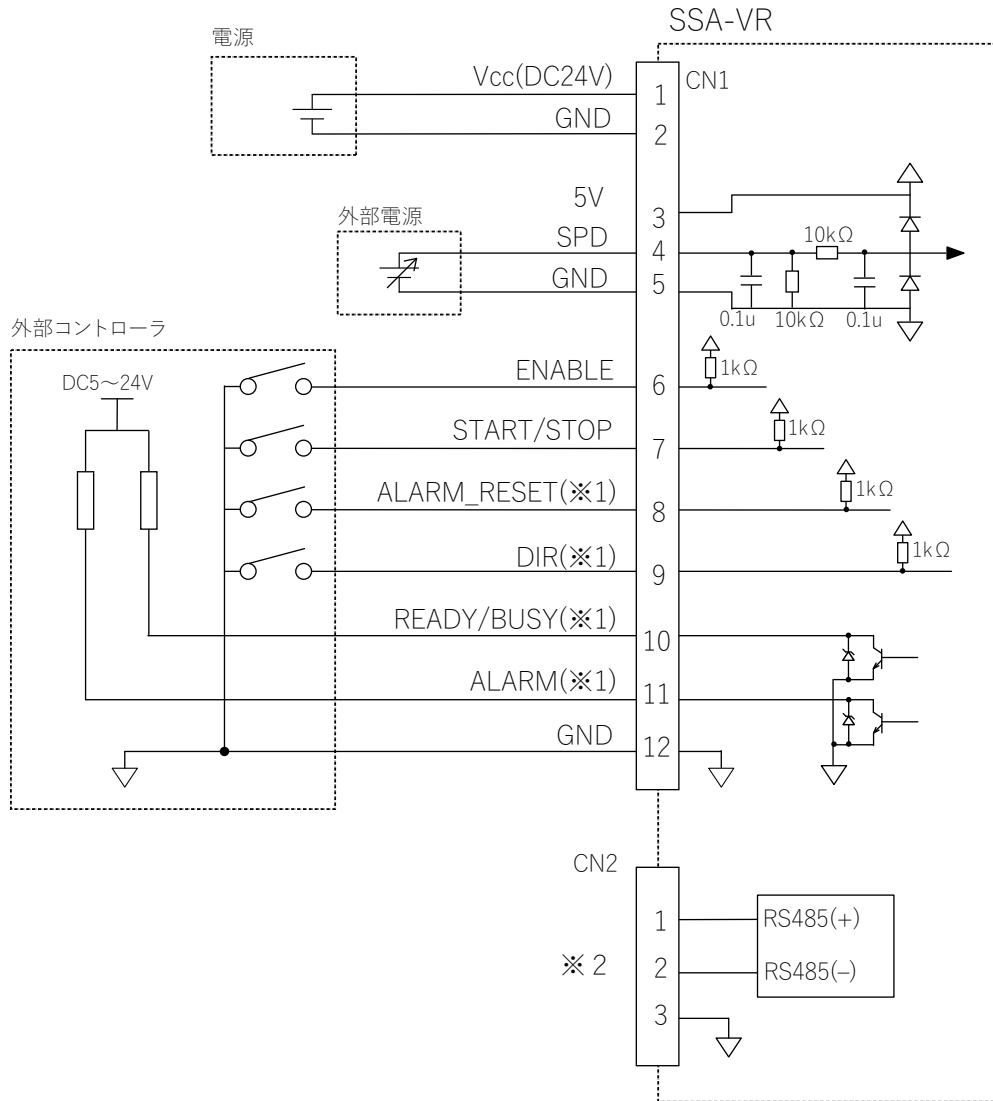 SSA-VR
電源
Vcc(DC24V)
1
CN1
GND
2
5V
3
外部電源
SPD
4
10kΩ
GND
5
0.1u
10kΩ
0.1u
外部コントローラ
DC5～24V
ENABLE
6
1kΩ
START/STOP
7
1kΩ
ALARM_RESET(※1)
8
1kΩ
DIR(※1)
9
1kΩ
READY/BUSY(※1)
10
ALARM(※1)
11
GND
12
CN2
1
RS485(+)
※ 2
2
RS485(–)
3